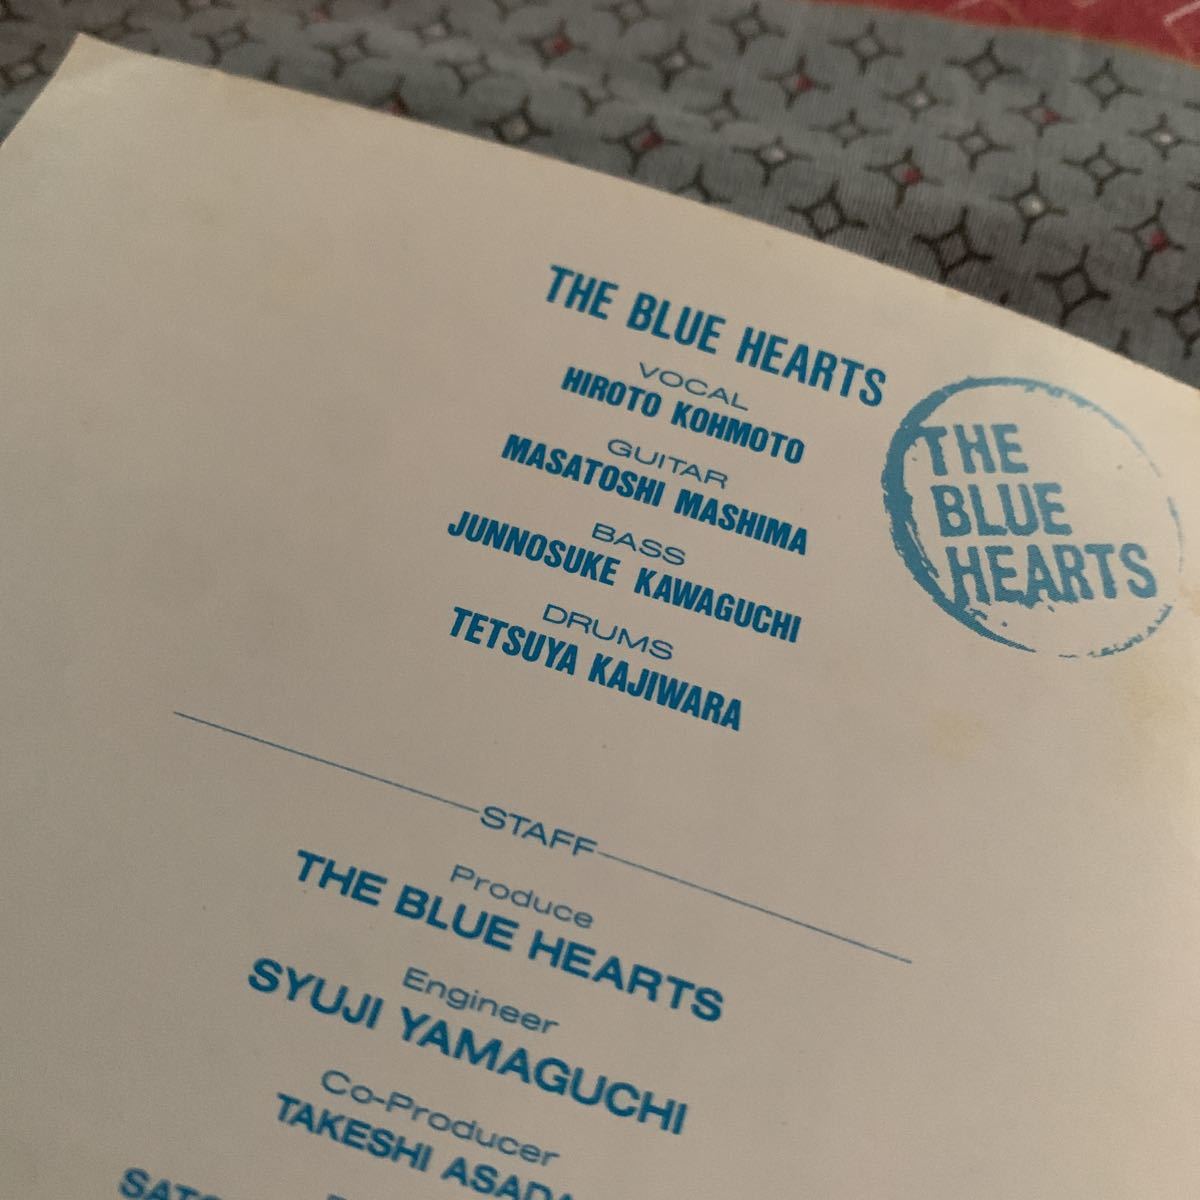 THE BLUE HEARTS
VOCAL
HIROTO KOHMOTO
GUITAR
MASATOSHI MASHIMA
BASS
JUNNOSUKE KAWAGUCHI
DRUMS
TETSUYA KAJIWARA
THE
BLUE
HEARTS
STAFF
Produce
THE BLUE HEARTS
Engineer
SYUJI YAMAGUCHI
Co-Producer
TAKESHI